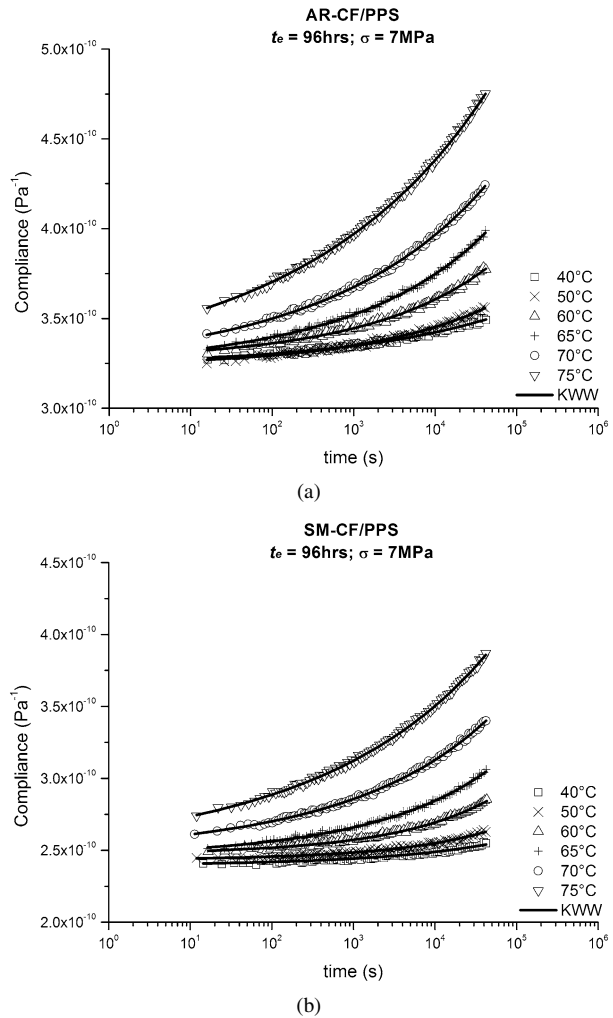 AR-CF/PPS
te = 96hrs; σ = 7MPa
5.0x10⁻¹⁰
4.5x10⁻¹⁰
4.0x10⁻¹⁰
3.5x10⁻¹⁰
3.0x10⁻¹⁰
Compliance (Pa⁻¹)
40°C
50°C
60°C
65°C
70°C
75°C
KWW
10⁰ 10¹ 10² 10³ 10⁴ 10⁵ 10⁶
time (s)
(a)
SM-CF/PPS
te = 96hrs; σ = 7MPa
4.5x10⁻¹⁰
4.0x10⁻¹⁰
3.5x10⁻¹⁰
3.0x10⁻¹⁰
2.5x10⁻¹⁰
2.0x10⁻¹⁰
Compliance (Pa⁻¹)
40°C
50°C
60°C
65°C
70°C
75°C
KWW
10⁰ 10¹ 10² 10³ 10⁴ 10⁵ 10⁶
time (s)
(b)